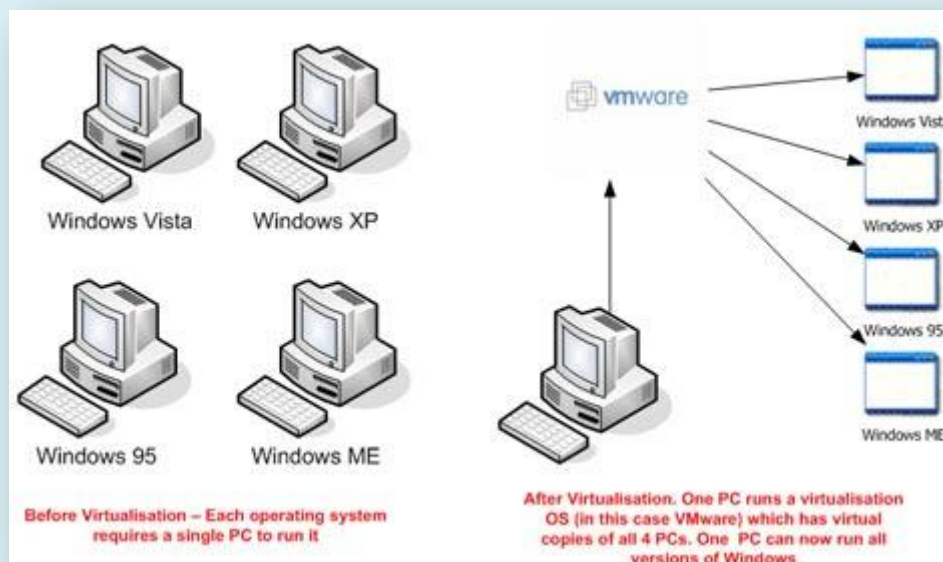 Windows Vista
Windows XP
Windows 95
Windows ME
Before Virtualisation – Each operating system
requires a single PC to run it
vmware
Windows Vist
Windows XP
Windows 95
Windows ME
After Virtualisation. One PC runs a virtualisation
OS (in this case VMware) which has virtual
copies of all 4 PCs. One PC can now run all
versions of Windows